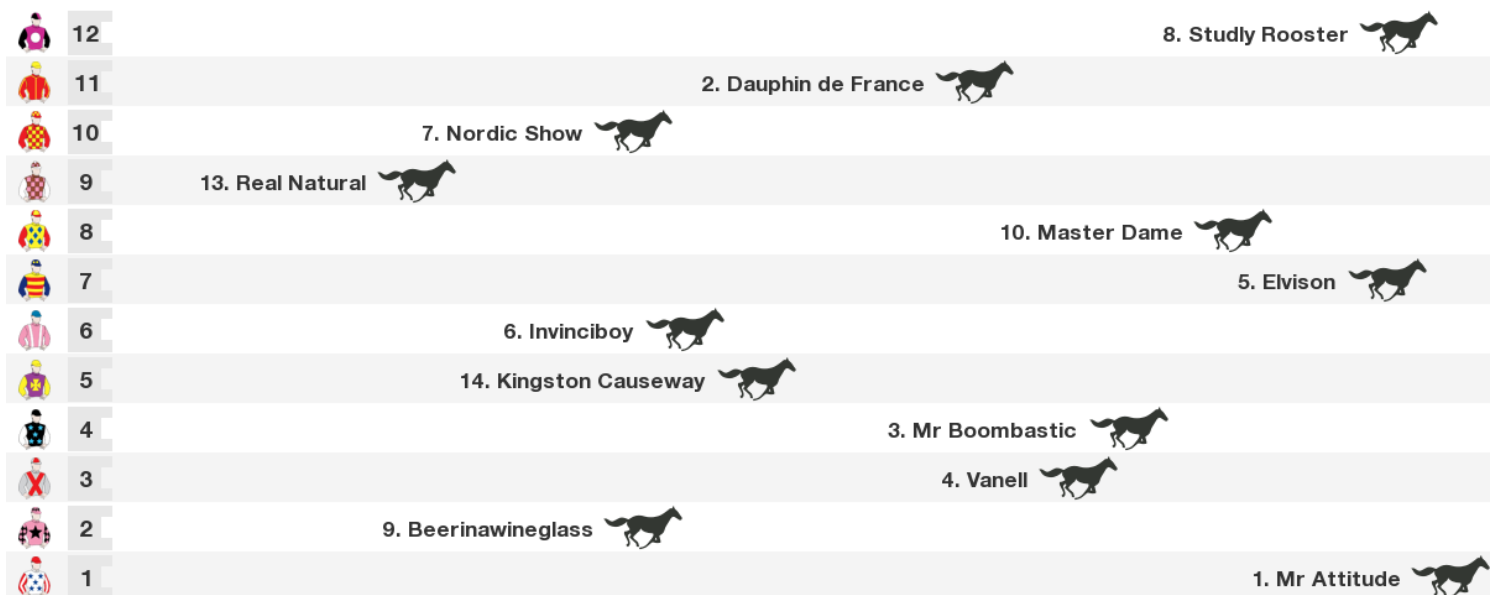 12 8. Studly Rooster
11 2. Dauphin de France
10 7. Nordic Show
9 13. Real Natural
8 10. Master Dame
7 5. Elvison
6 6. Invinciboy
5 14. Kingston Causeway
4 3. Mr Boombastic
3 4. Vanell
2 9. Beerinawineglass
1 1. Mr Attitude